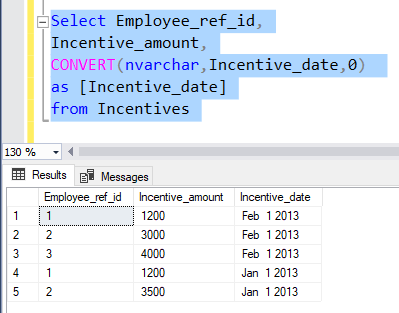 Select Employee_ref_id,
Incentive_amount,
CONVERT(nvarchar,Incentive_date,0)
as [Incentive_date]
from Incentives
130 %
Results Messages
Employee_ref_id Incentive_amount Incentive_date
1 1 1200 Feb  1 2013
2 2 3000 Feb  1 2013
3 3 4000 Feb  1 2013
4 1 1200 Jan  1 2013
5 2 3500 Jan  1 2013